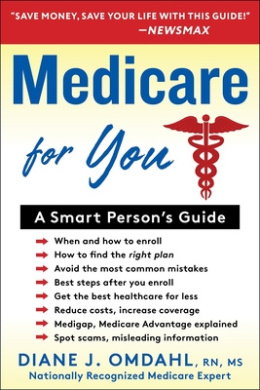 "SAVE MONEY, SAVE YOUR LIFE WITH THIS GUIDE!"
—NEWSMAX
Medicare
for You
A Smart Person's Guide
When and how to enroll
How to find the right plan
Avoid the most common mistakes
Best steps after you enroll
Get the best healthcare for less
Reduce costs, increase coverage
Medigap, Medicare Advantage explained
Spot scams, misleading information
DIANE J. OMDAHL, RN, MS
Nationally Recognized Medicare Expert